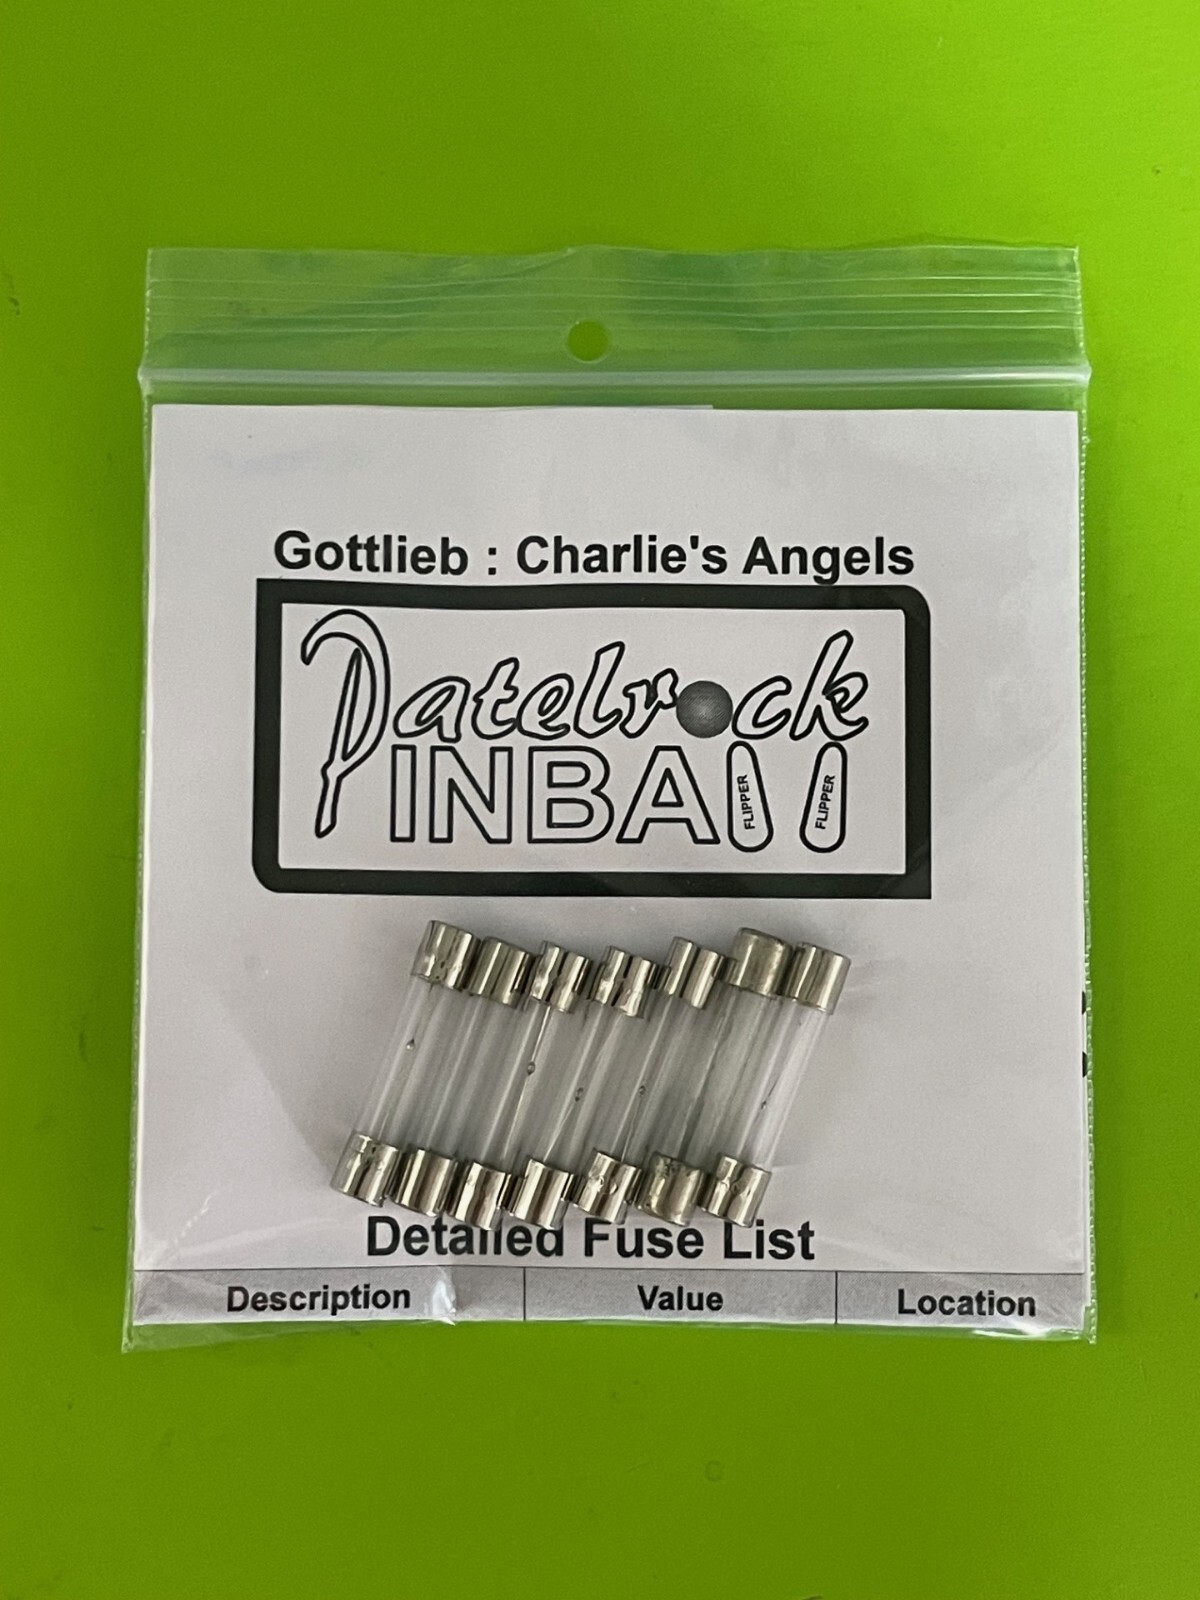 Gottlieb : Charlie's Angels
Patelrock
PINBAll
FLIPPER
FLIPPER
Detailed Fuse List
Description Value Location